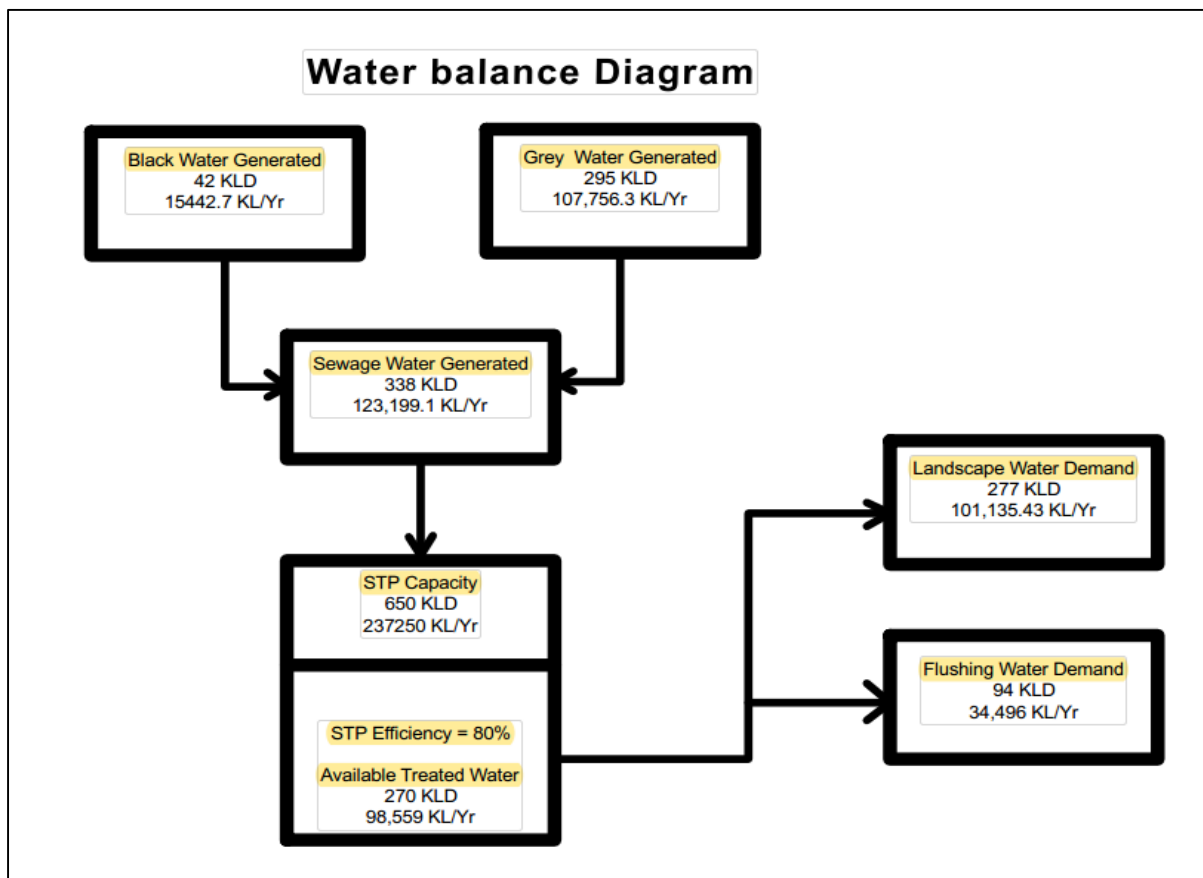 Water balance Diagram
Black Water Generated
42 KLD
15442.7 KL/Yr
Grey Water Generated
295 KLD
107,756.3 KL/Yr
Sewage Water Generated
338 KLD
123,199.1 KL/Yr
STP Capacity
650 KLD
237250 KL/Yr
STP Efficiency = 80%
Available Treated Water
270 KLD
98,559 KL/Yr
Landscape Water Demand
277 KLD
101,135.43 KL/Yr
Flushing Water Demand
94 KLD
34,496 KL/Yr